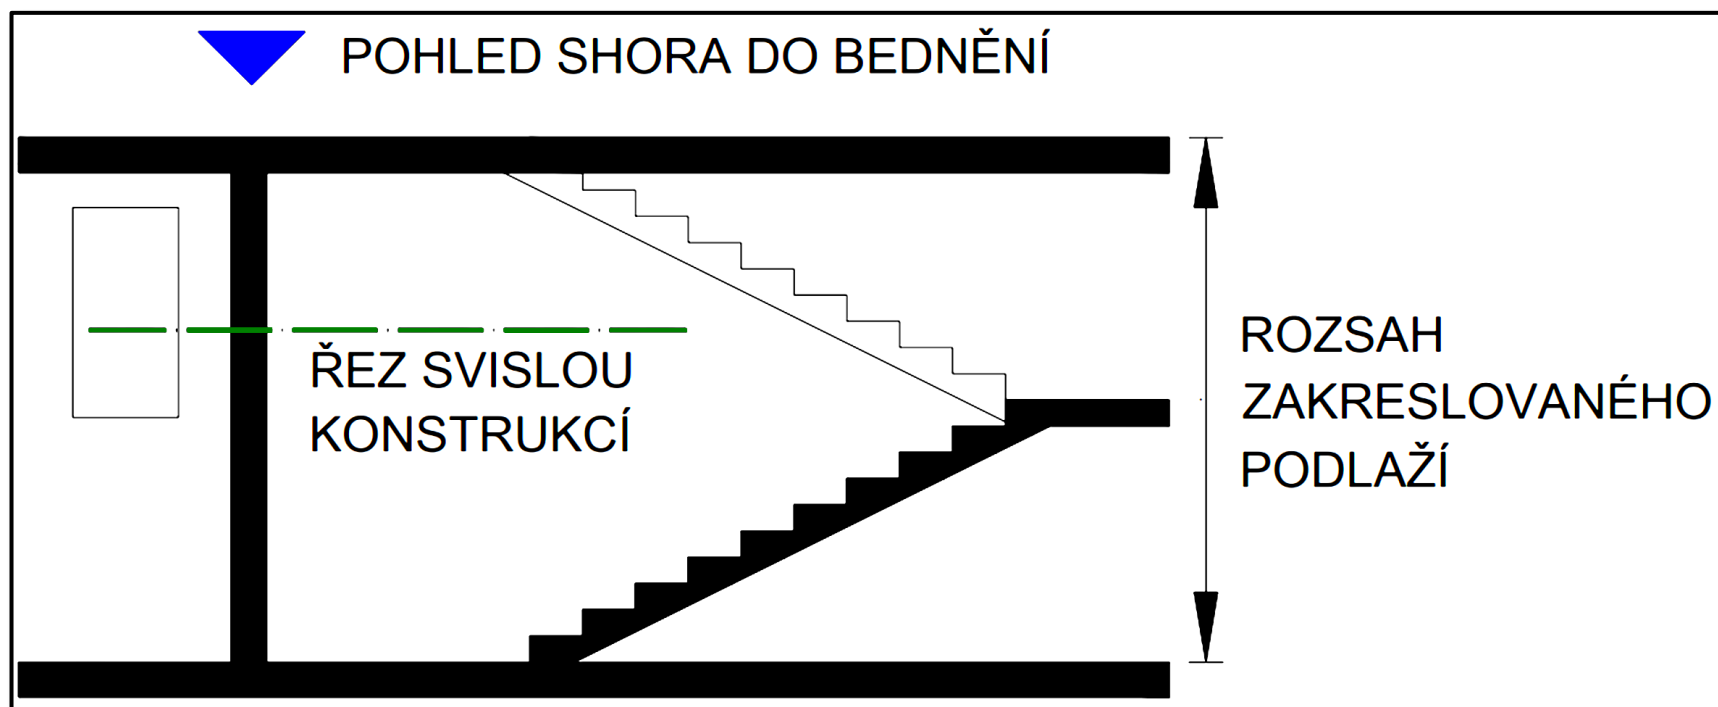 POHLED SHORA DO BEDNĚNÍ
ŘEZ SVISLOU
KONSTRUKCÍ
ROZSAH
ZAKRESLOVANÉHO
PODLAŽÍ